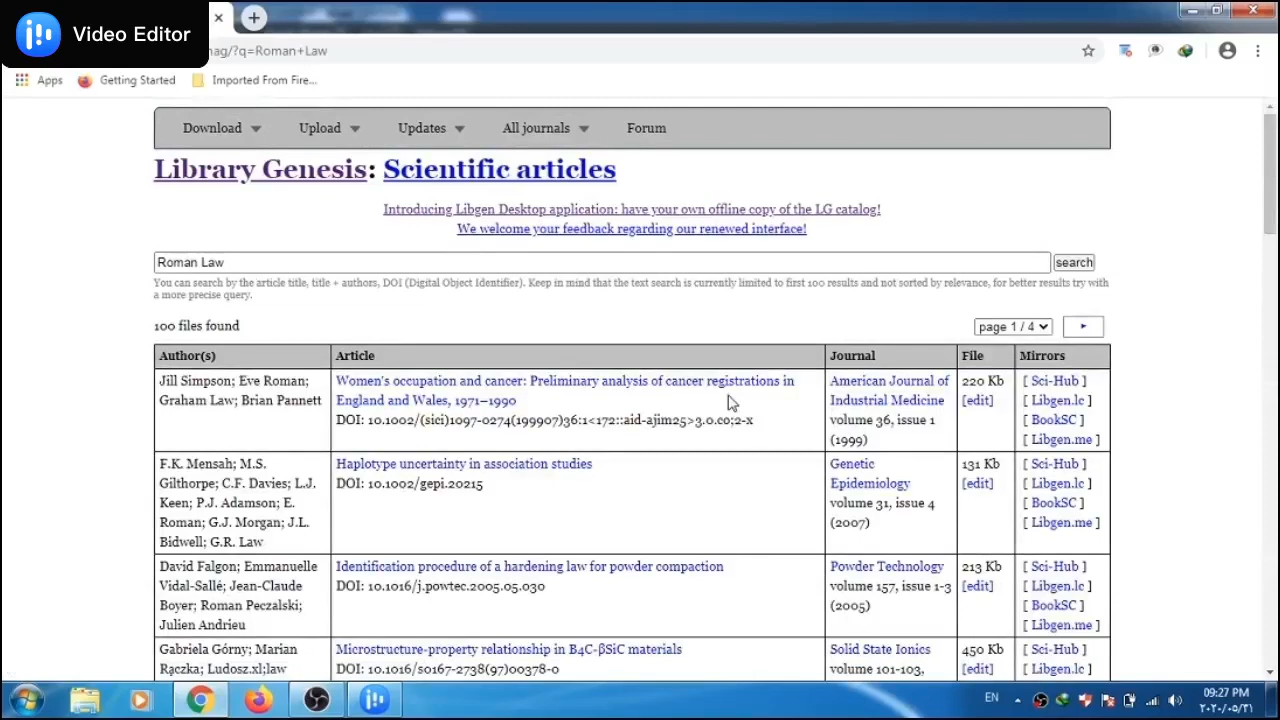 Video Editor
mag/?q=Roman+Law
Apps Getting Started Imported From Fire...
Download Upload Updates All journals Forum
Library Genesis: Scientific articles
Introducing Libgen Desktop application: have your own offline copy of the LG catalog!
We welcome your feedback regarding our renewed interface!
Roman Law search
You can search by the article title, title + authors, DOI (Digital Object Identifier). Keep in mind that the text search is currently limited to first 100 results and not sorted by relevance, for better results try with
a more precise query.
100 files found page 1 / 4
Author(s) Article Journal File Mirrors
Jill Simpson; Eve Roman; Women's occupation and cancer: Preliminary analysis of cancer registrations in American Journal of 220 Kb [ Sci-Hub ]
Graham Law; Brian Pannett England and Wales, 1971–1990 Industrial Medicine [edit] [ Libgen.lc ]
DOI: 10.1002/(sici)1097-0274(199907)36:1<172::aid-ajim25>3.0.co;2-x volume 36, issue 1 [ BookSC ]
(1999) [ Libgen.me ]
F.K. Mensah; M.S. Haplotype uncertainty in association studies Genetic 131 Kb [ Sci-Hub ]
Gilthorpe; C.F. Davies; L.J. DOI: 10.1002/gepi.20215 Epidemiology [edit] [ Libgen.lc ]
Keen; P.J. Adamson; E. volume 31, issue 4 [ BookSC ]
Roman; G.J. Morgan; J.L. (2007) [ Libgen.me ]
Bidwell; G.R. Law
David Falgon; Emmanuelle Identification procedure of a hardening law for powder compaction Powder Technology 213 Kb [ Sci-Hub ]
Vidal-Sallé; Jean-Claude DOI: 10.1016/j.powtec.2005.05.030 volume 157, issue 1-3 [edit] [ Libgen.lc ]
Boyer; Roman Peczalski; (2005) [ BookSC ]
Julien Andrieu [ Libgen.me ]
Gabriela Górny; Marian Microstructure-property relationship in B4C-βSiC materials Solid State Ionics 450 Kb [ Sci-Hub ]
Rączka; Ludosz.xl;law DOI: 10.1016/s0167-2738(97)00378-0 volume 101-103, [edit] [ Libgen.lc ]
EN 09:27 PM
٢٠٢٠/٠٥/٣١